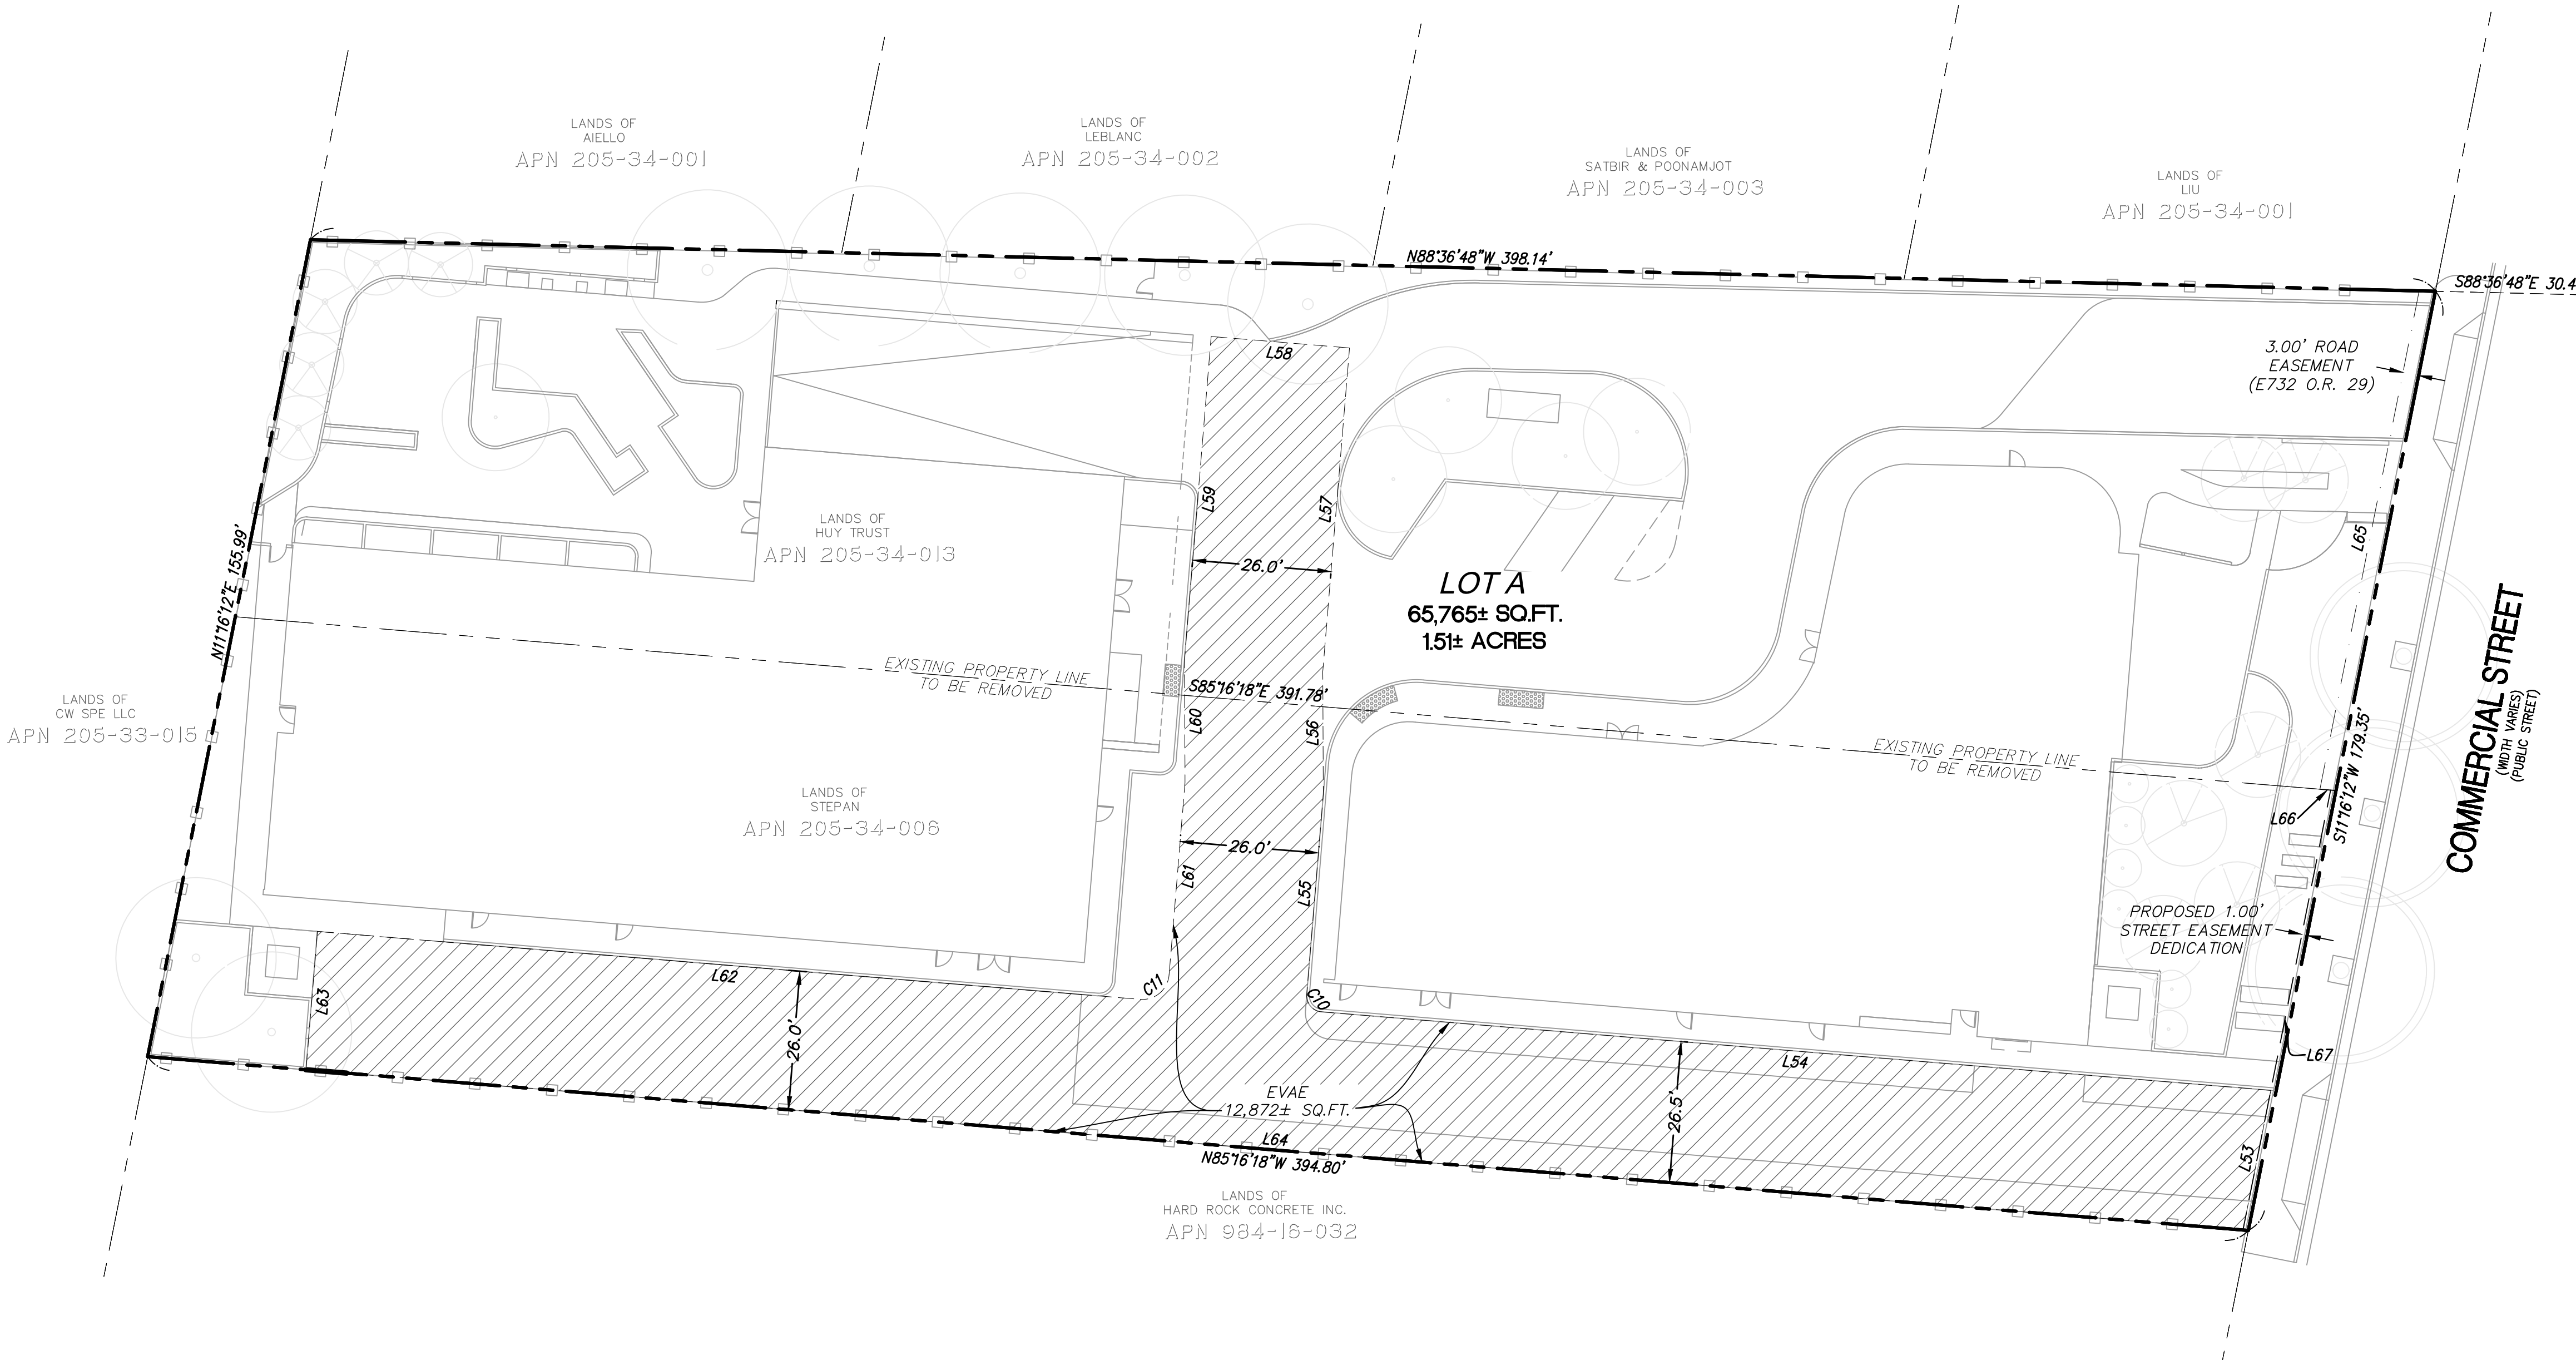 LANDS OF
AIELLO
APN 205-34-001
LANDS OF
LEBLANC
APN 205-34-002
LANDS OF
SATBIR & POONAMJOT
APN 205-34-003
LANDS OF
LIU
APN 205-34-001
N88°36'48"W 398.14'
S88°36'48"E 30.4
3.00' ROAD
EASEMENT
(E732 O.R. 29)
L58
L59
L57
L65
LANDS OF
HUY TRUST
APN 205-34-013
N11°16'12"E 155.99'
26.0'
LOT A
65,765± SQ.FT.
1.51± ACRES
EXISTING PROPERTY LINE
TO BE REMOVED
S85°16'18"E 391.78'
L60
L56
EXISTING PROPERTY LINE
TO BE REMOVED
S11°16'12"W 179.35'
COMMERCIAL STREET
(WIDTH VARIES)
(PUBLIC STREET)
LANDS OF
CW SPE LLC
APN 205-33-015
LANDS OF
STEPAN
APN 205-34-006
L66
26.0'
L61
L55
PROPOSED 1.00'
STREET EASEMENT
DEDICATION
L62
L63
C11
C10
26.0'
L54
L67
EVAE
12,872± SQ.FT.
26.5'
L64
N85°16'18"W 394.80'
L53
LANDS OF
HARD ROCK CONCRETE INC.
APN 984-16-032